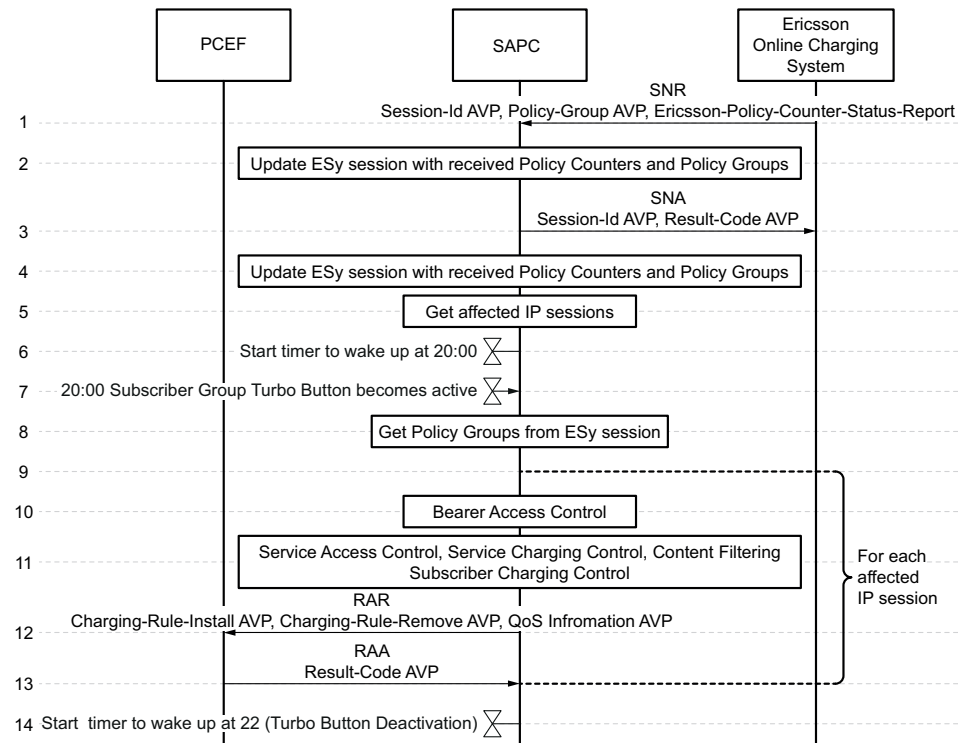 PCEF
SAPC
Ericsson
Online Charging
System
SNR
Session-Id AVP, Policy-Group AVP, Ericsson-Policy-Counter-Status-Report
1
2
Update ESy session with received Policy Counters and Policy Groups
SNA
Session-Id AVP, Result-Code AVP
3
4
Update ESy session with received Policy Counters and Policy Groups
5
Get affected IP sessions
6
Start timer to wake up at 20:00
7
20:00 Subscriber Group Turbo Button becomes active
8
Get Policy Groups from ESy session
9
10
Bearer Access Control
11
Service Access Control, Service Charging Control, Content Filtering
Subscriber Charging Control
For each
affected
IP session
RAR
Charging-Rule-Install AVP, Charging-Rule-Remove AVP, QoS Infromation AVP
12
RAA
Result-Code AVP
13
14
Start timer to wake up at 22 (Turbo Button Deactivation)